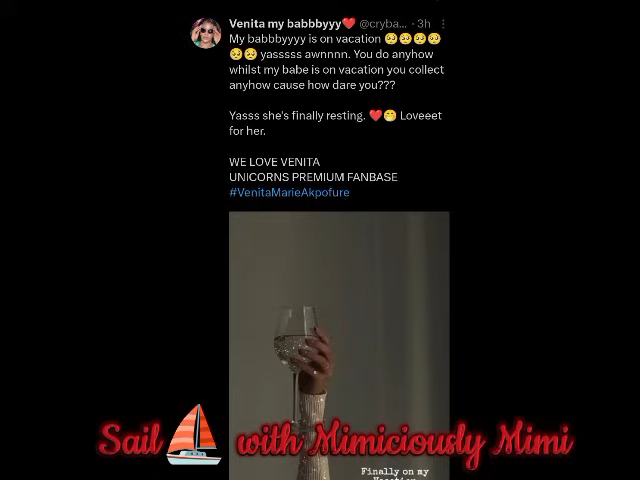 Venita my babbbyyy❤️ @cryba... · 3h
My babbbyyyy is on vacation 🥺🥺🥺🥺
🥺🥺 yasssss awnnnn. You do anyhow
whilst my babe is on vacation you collect
anyhow cause how dare you???
Yasss she's finally resting. ❤️😁 Loveeet
for her.
WE LOVE VENITA
UNICORNS PREMIUM FANBASE
#VenitaMarieAkpofure
Finally on my
Vacation
Sail⛵ with Mimiciously Mimi